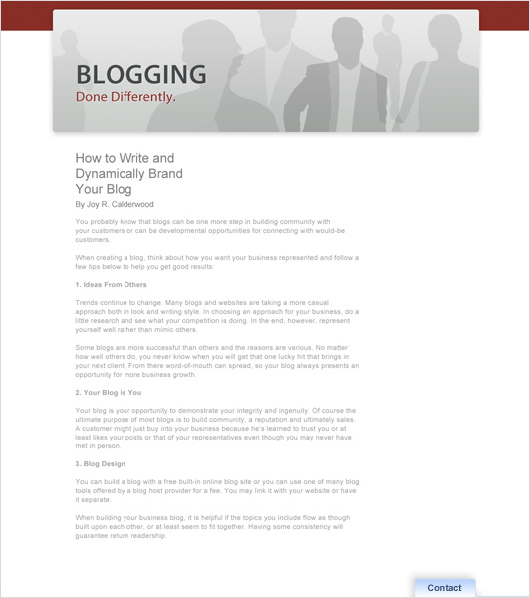 BLOGGING
Done Differently.
How to Write and
Dynamically Brand
Your Blog
By Joy R. Calderwood
You probably know that blogs can be one more step in building community with
your customers or can be developmental opportunities for connecting with would-be
customers.
When creating a blog, think about how you want your business represented and follow a
few tips below to help you get good results:
1. Ideas From Others
Trends continue to change. Many blogs and websites are taking a more casual
approach both in look and writing style. In choosing an approach for your business, do a
little research and see what your competition is doing. In the end, however, represent
yourself well rather than mimic others.
Some blogs are more successful than others and the reasons are various. No matter
how well others do, you never know when you will get that one lucky hit that brings in
your next client. From there word-of-mouth can spread, so your blog always presents an
opportunity for more business growth.
2. Your Blog is You
Your blog is your opportunity to demonstrate your integrity and ingenuity. Of course the
ultimate purpose of most blogs is to build community, a reputation and ultimately sales.
A customer might just buy into your business because he's learned to trust you or at
least likes your posts or that of your representatives even though you may never have
met in person.
3. Blog Design
You can build a blog with a free built-in online blog site or you can use one of many blog
tools offered by a blog host provider for a fee. You may link it with your website or have
it separate.
When building your business blog, it is helpful if the topics you include flow as though
built upon each other, or at least seem to fit together. Having some consistency will
guarantee return readership.
Contact